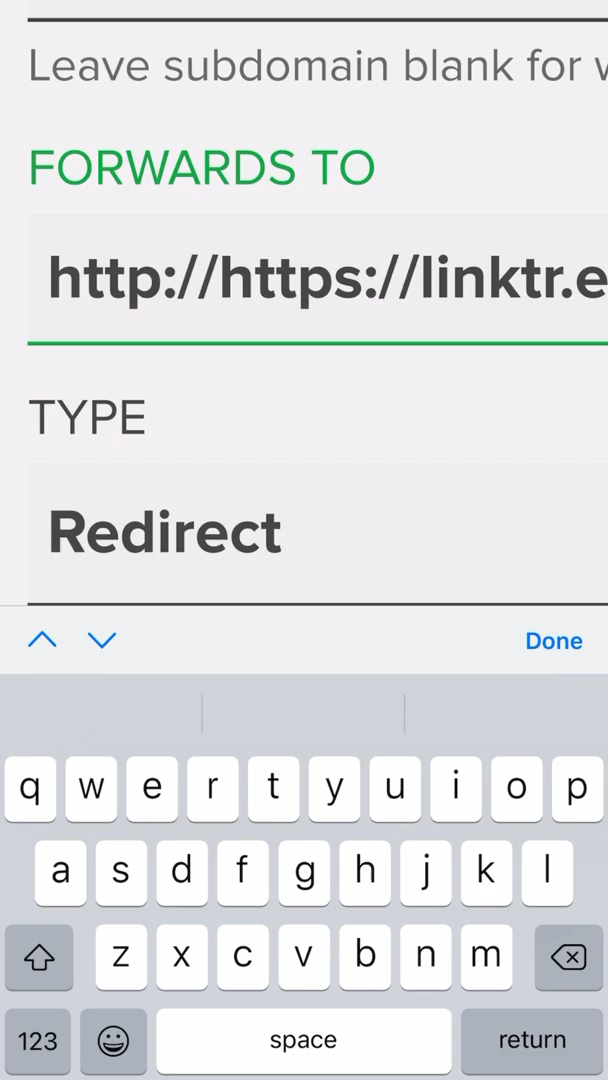 Leave subdomain blank for
FORWARDS TO
http://https://linktr.e
TYPE
Redirect
Done
q w e r t y u i o p
a s d f g h j k l
z x c v b n m
123 space return